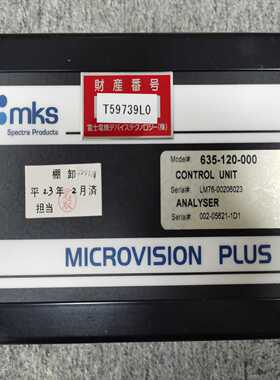 mks
Spectra Products
財産番号
T59739L0
富士電機デバイステクノロジー(株)
Model#: 635-120-000
CONTROL UNIT
Serial#: LM76-00206023
ANALYSER
Serial#: 002-05621-1D1
棚卸
平23年2月済
担当
MICROVISION PLUS